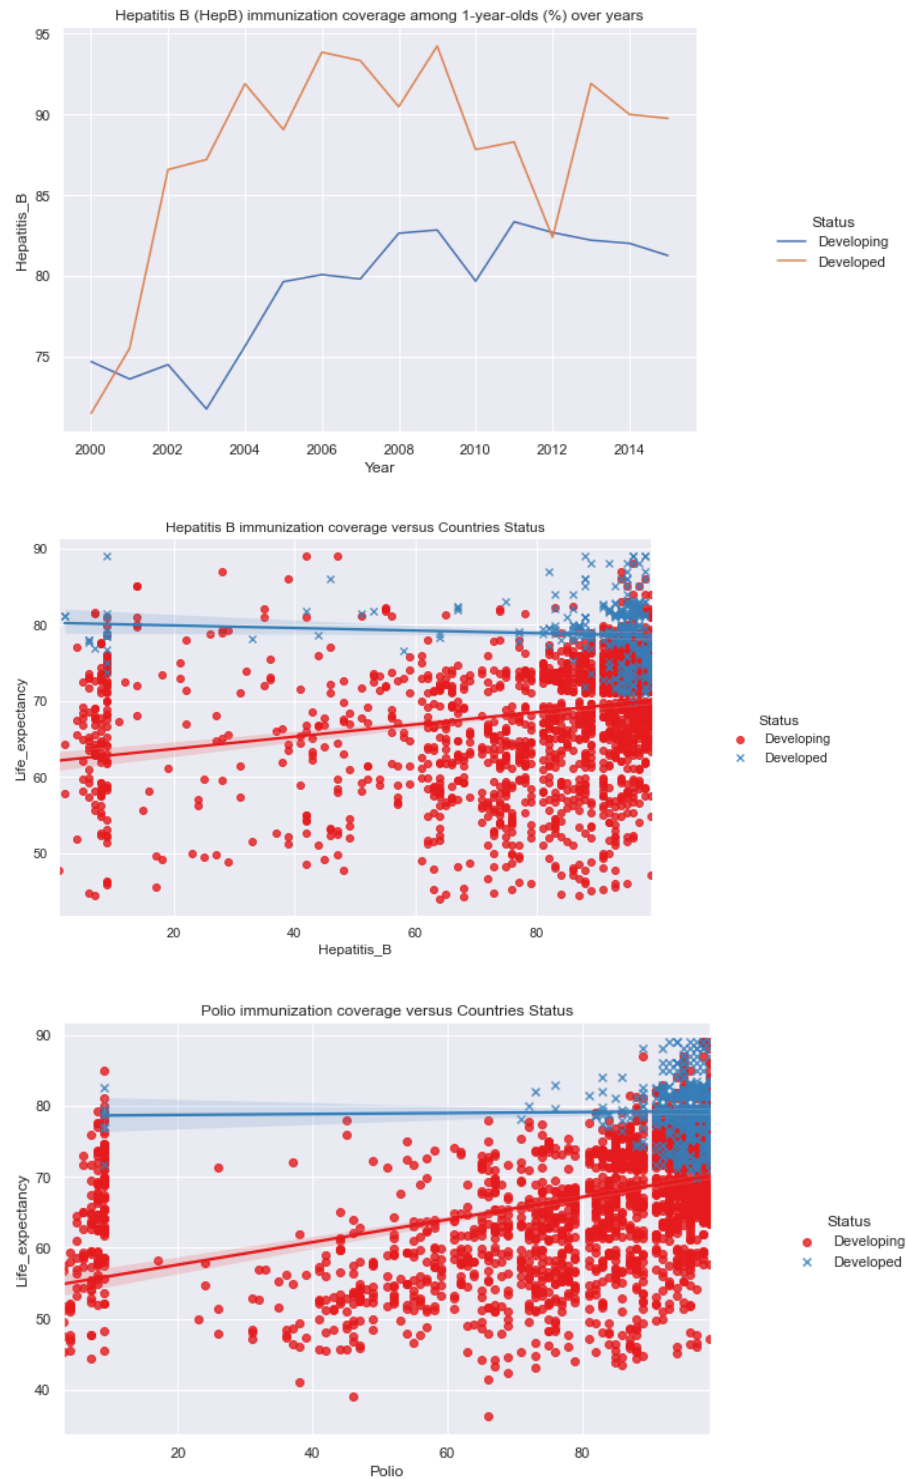 Hepatitis B (HepB) immunization coverage among 1-year-olds (%) over years
95
90
85
80
75
Hepatitis_B
2000 2002 2004 2006 2008 2010 2012 2014
Year
Status
Developing
Developed
Hepatitis B immunization coverage versus Countries Status
90
80
70
60
50
Life_expectancy
20 40 60 80
Hepatitis_B
Status
Developing
Developed
Polio immunization coverage versus Countries Status
90
80
70
60
50
40
Life_expectancy
20 40 60 80
Polio
Status
Developing
Developed